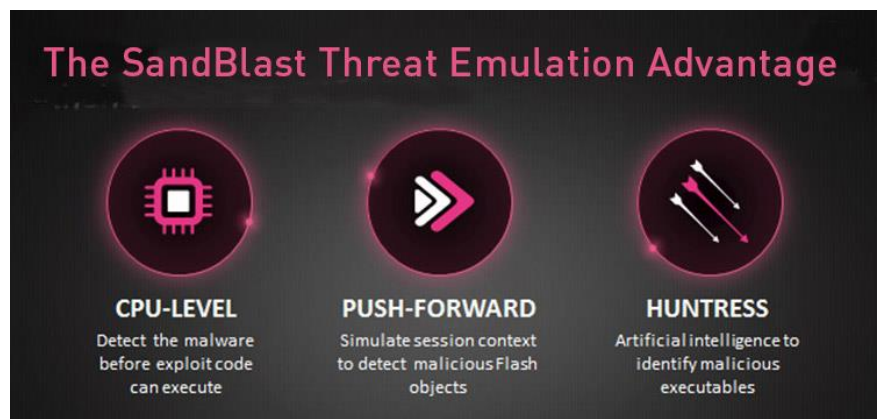 The SandBlast Threat Emulation Advantage
CPU-LEVEL
Detect the malware
before exploit code
can execute
PUSH-FORWARD
Simulate session context
to detect malicious Flash
objects
HUNTRESS
Artificial intelligence to
identify malicious
executables